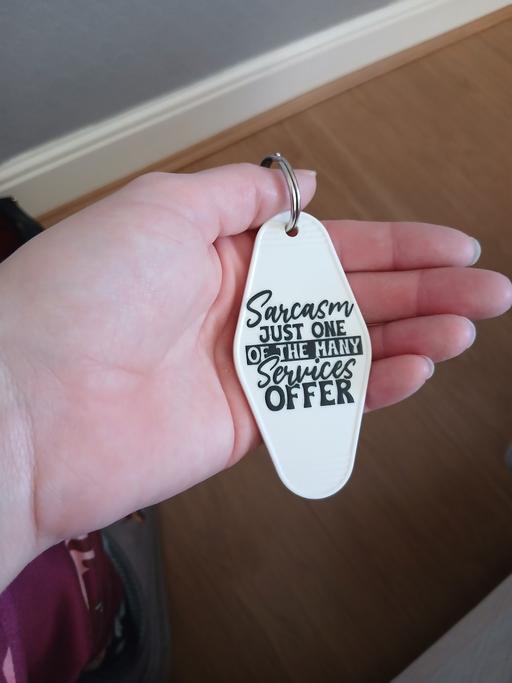 Sarcasm
JUST ONE
OF THE MANY
Services
OFFER